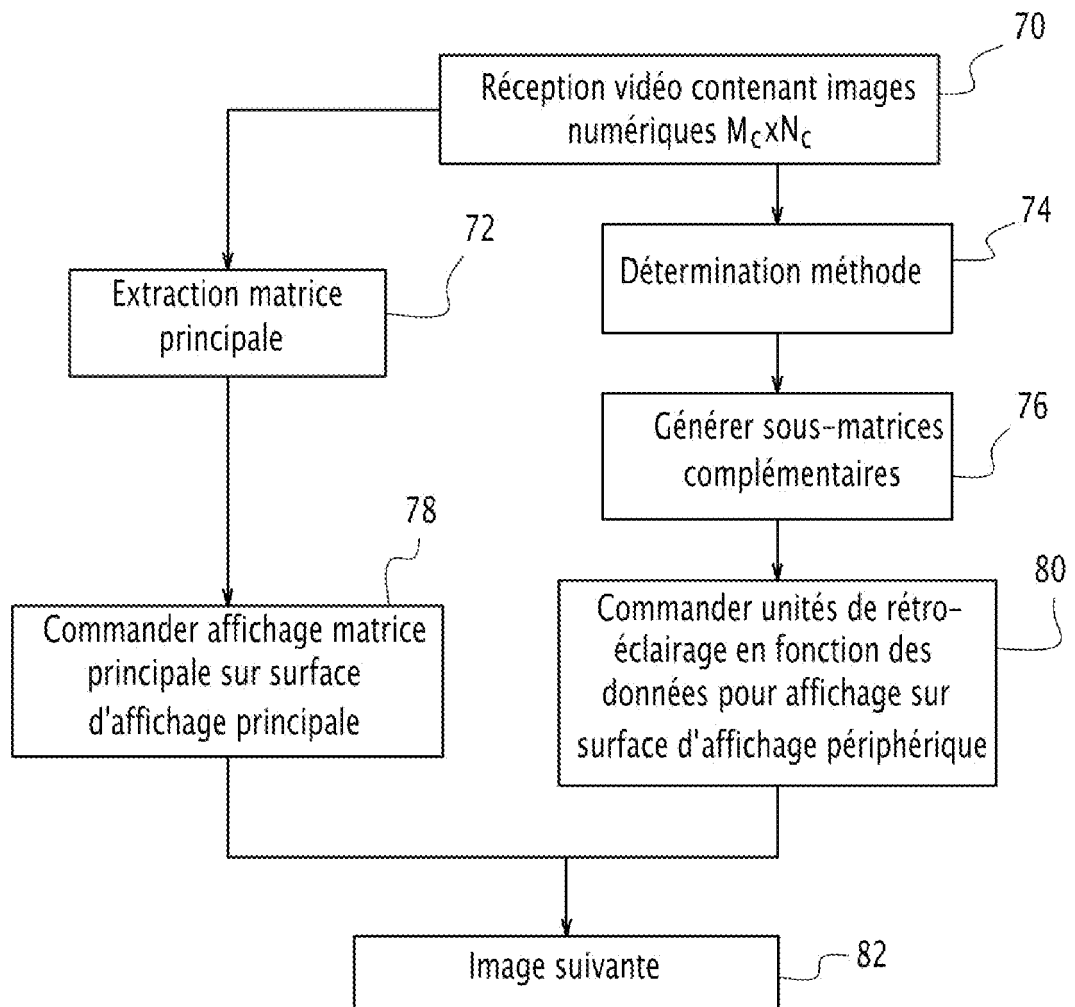 70
Réception vidéo contenant images
numériques McxNc
74
72
Détermination méthode
Extraction matrice
principale
76
Générer sous-matrices
complémentaires
78
80
Commander affichage matrice
principale sur surface
d'affichage principale
Commander unités de rétro-
éclairage en fonction des
données pour affichage sur
surface d'affichage périphérique
Image suivante
82